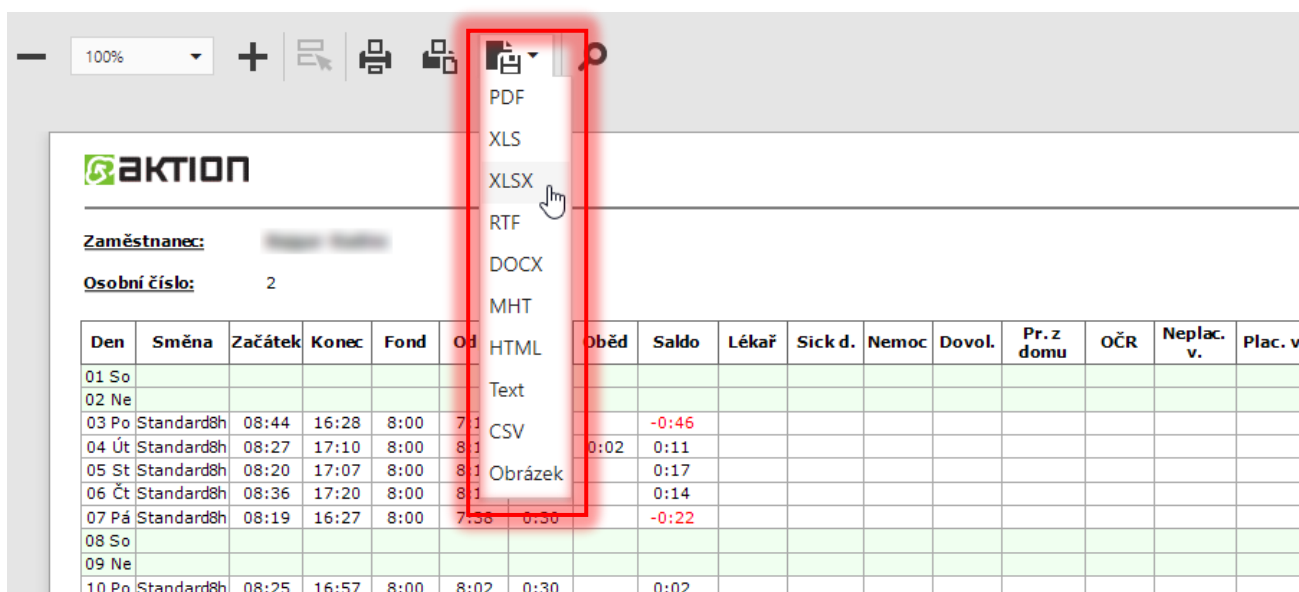 100%
PDF
XLS
XLSX
RTF
DOCX
MHT
HTML
Text
CSV
Obrázek
aktion
Zaměstnanec:
Osobní číslo: 2
Den Směna Začátek Konec Fond Oběd Saldo Lékař Sick d. Nemoc Dovol. Pr. z domu OČR Neplac. v. Plac. v
01 So
02 Ne
03 Po Standard8h 08:44 16:28 8:00 -0:46
04 Út Standard8h 08:27 17:10 8:00 0:02 0:11
05 St Standard8h 08:20 17:07 8:00 0:17
06 Čt Standard8h 08:36 17:20 8:00 0:14
07 Pá Standard8h 08:19 16:27 8:00 7:38 0:30 -0:22
08 So
09 Ne
10 Po Standard8h 08:25 16:57 8:00 8:02 0:30 0:02